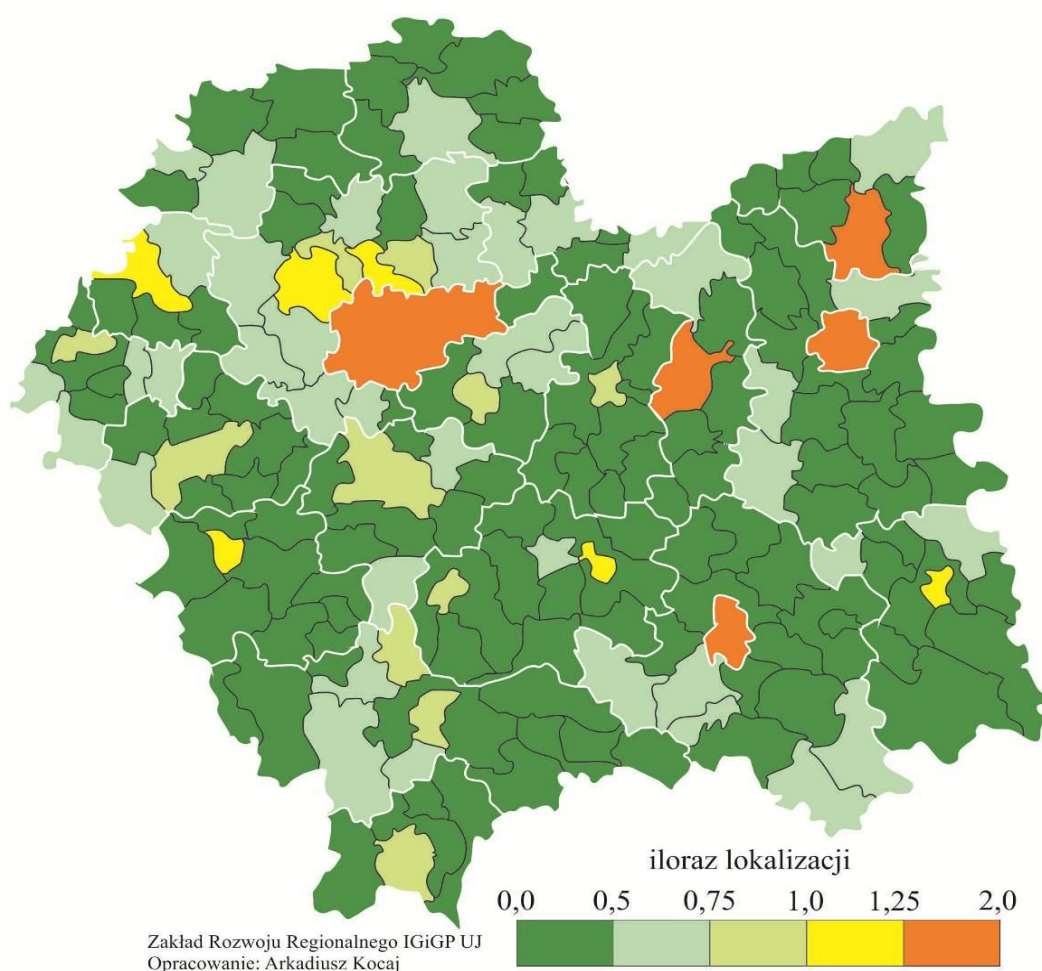 iloraz lokalizacji
0,0 0,5 0,75 1,0 1,25 2,0
Zakład Rozwoju Regionalnego IGiGP UJ
Opracowanie: Arkadiusz Kocaj